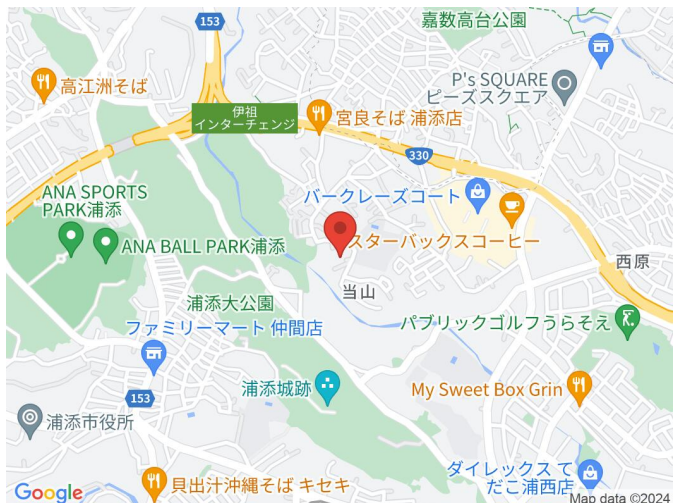 嘉数高台公園
153
P's SQUARE
ピーズスクエア
高江洲そば
伊祖
インターチェンジ
宮良そば 浦添店
330
ANA SPORTS
PARK浦添
バークレーズコート
スターバックスコーヒー
ANA BALL PARK浦添
西原
当山
浦添大公園
パブリックゴルフうらそえ
ファミリーマート 仲間店
浦添城跡
My Sweet Box Grin
153
浦添市役所
ダイレックス て
だこ浦西店
貝出汁沖縄そば キセキ
Google
Map data ©2024